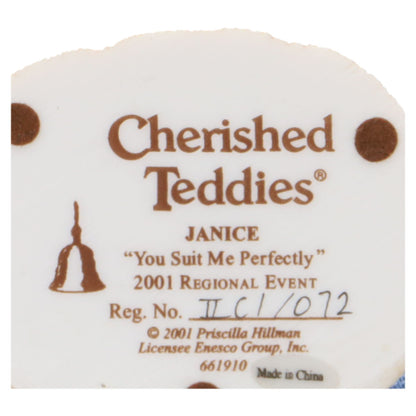 Cherished
Teddies®
JANICE
“You Suit Me Perfectly”
2001 REGIONAL EVENT
Reg. No. IIC1/072
© 2001 Priscilla Hillman
Licensee Enesco Group, Inc.
661910
Made in China